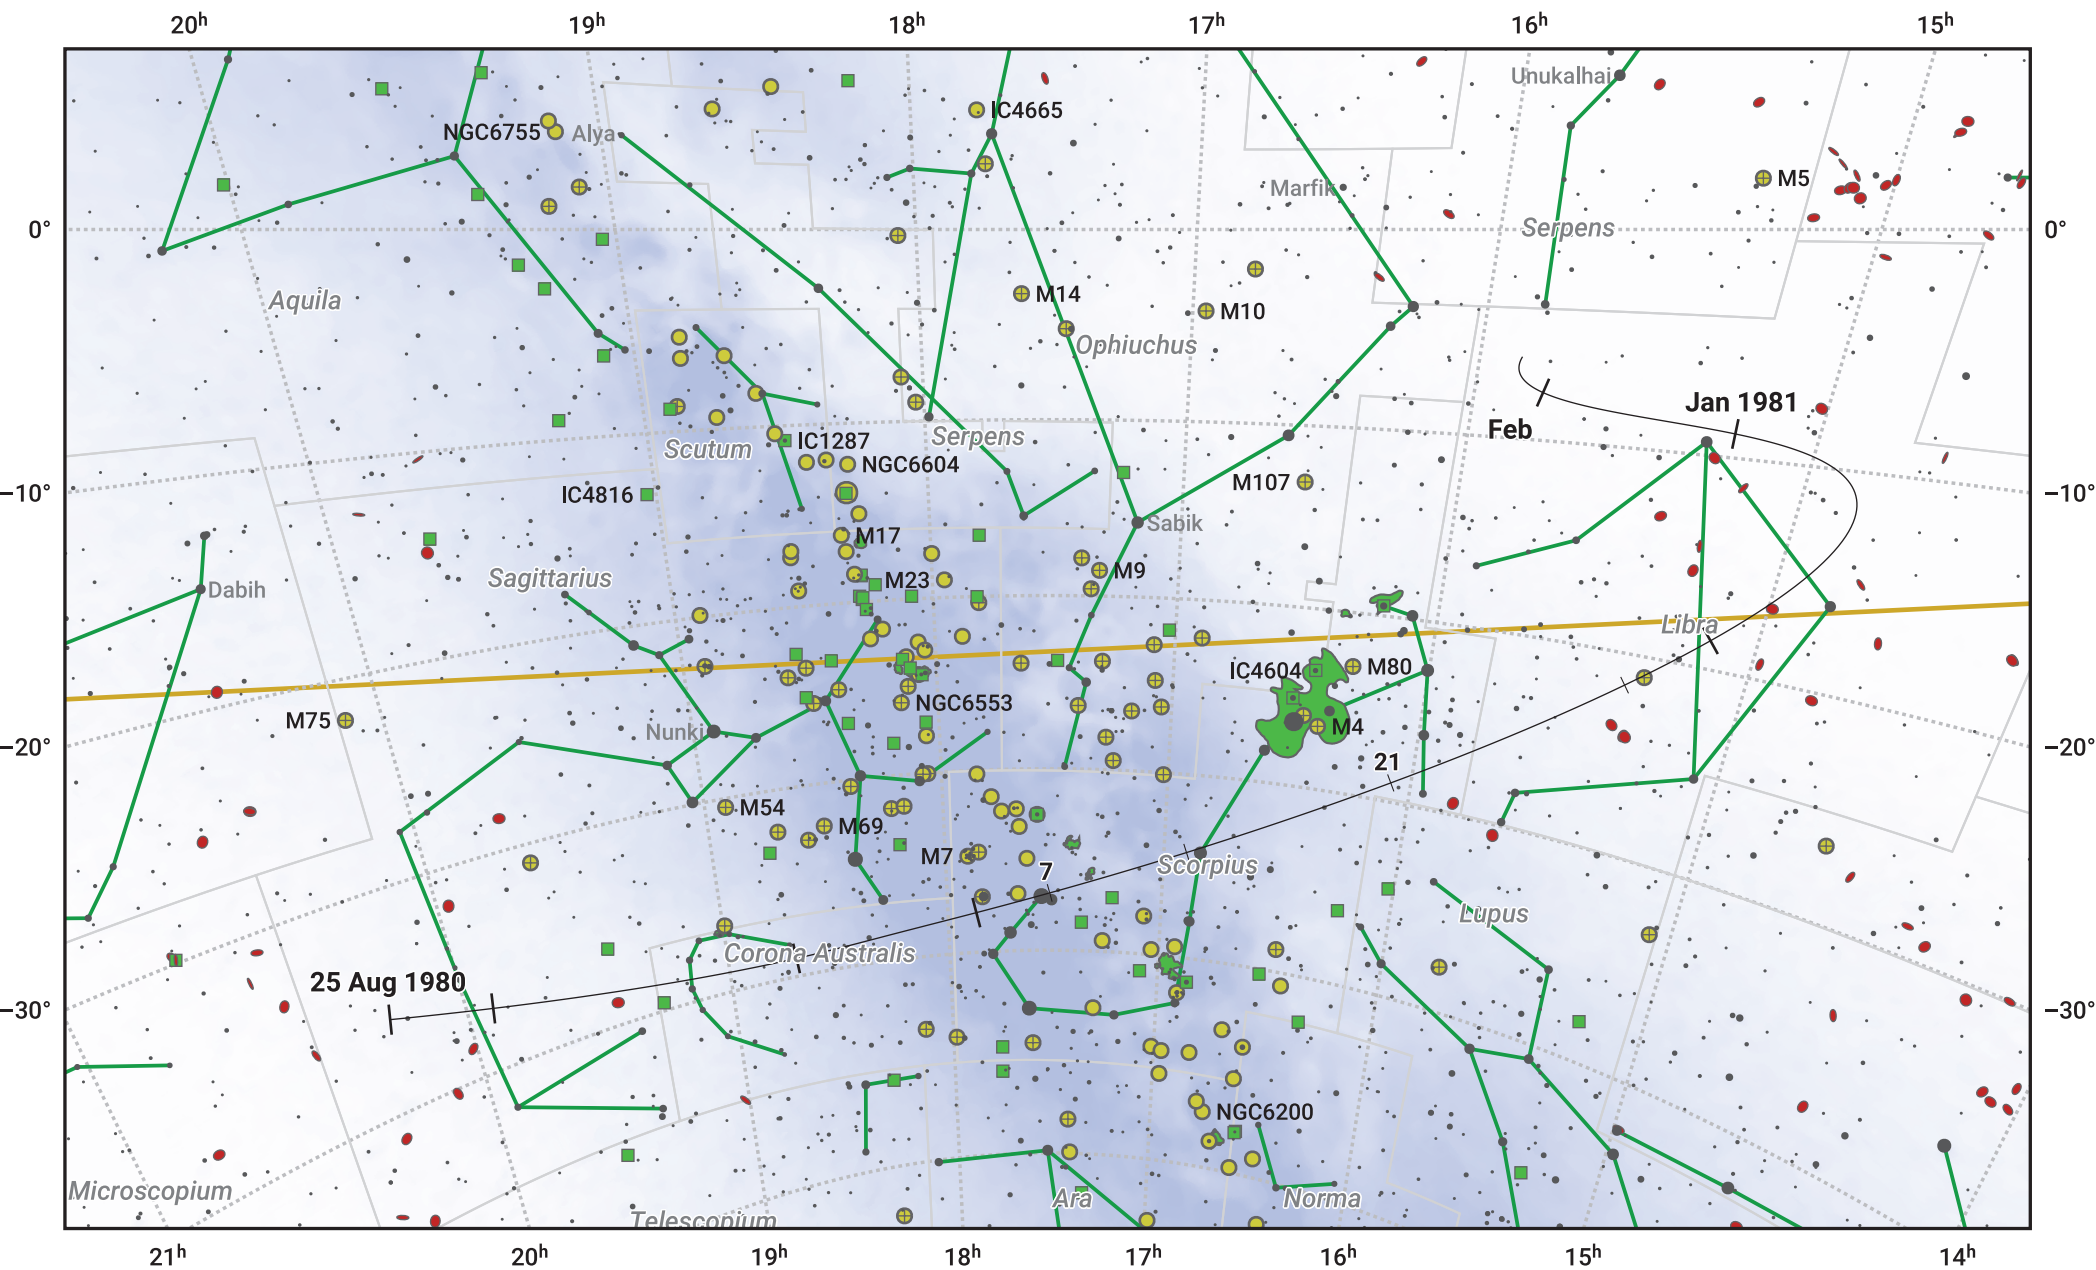 20h 19h 18h 17h 16h 15h
Unukalhai
IC4665
NGC6755 Alya
M5
Marfik
0° Serpens 0°
Aquila
M14
M10
Ophiuchus
Jan 1981
Feb
Serpens
IC1287
Scutum
NGC6604
M107
−10° IC4816 −10°
Sabik
M17
M9
Sagittarius
M23
Dabih
Libra
IC4604 M80
NGC6553
M75
M4
Nunki
−20° −20°
21
M54
M69
M7
Scorpius
7
Lupus
Corona Australis
25 Aug 1980
−30° −30°
NGC6200
Microscopium
Ara
Norma
Telescopium
21h 20h 19h 18h 17h 16h 15h 14h